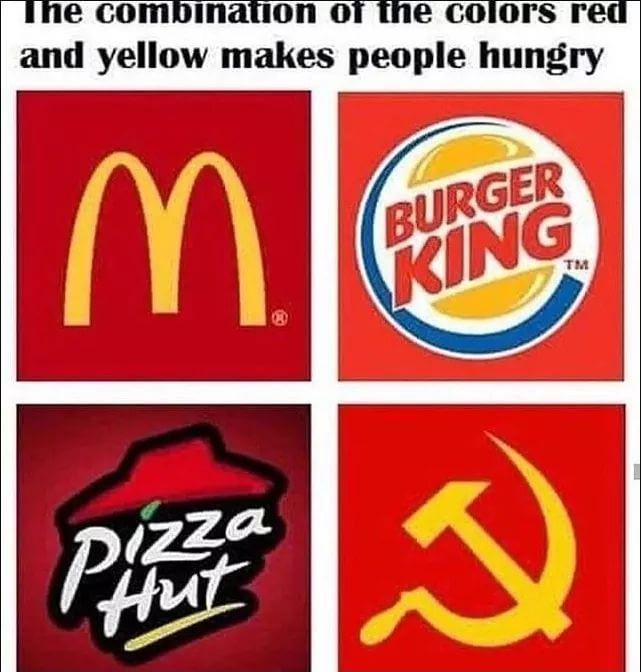 The combination of the colors red
and yellow makes people hungry
M
®
BURGER
KING
TM
Pizza
Hut